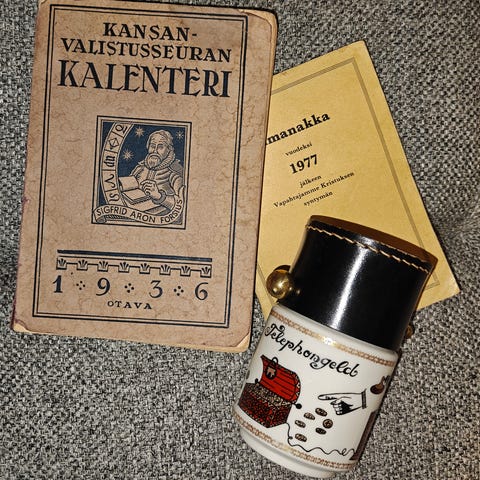 KANSAN-
VALISTUSSEURAN
KALENTERI
SIGFRID ARON FORSIUS
1936
OTAVA
manakka
vuodeksi
1977
jälkeen
Vapahtajamme Kristuksen
syntymän
Telephongeld